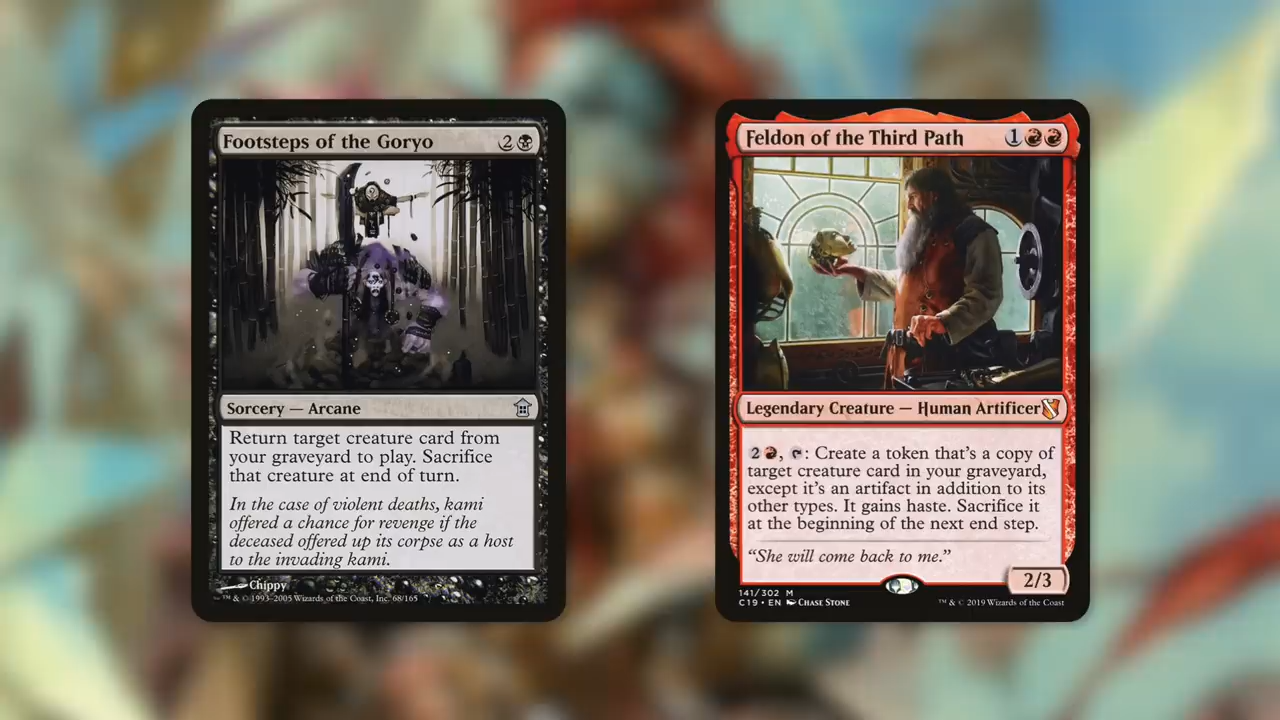 Footsteps of the Goryo 2
Sorcery — Arcane
Return target creature card from
your graveyard to play. Sacrifice
that creature at end of turn.
In the case of violent deaths, kami
offered a chance for revenge if the
deceased offered up its corpse as a host
to the invading kami.
Chippy
™ & © 1993–2005 Wizards of the Coast, Inc. 68/165
Feldon of the Third Path 1
Legendary Creature — Human Artificer
2 , : Create a token that's a copy of
target creature card in your graveyard,
except it's an artifact in addition to its
other types. It gains haste. Sacrifice it
at the beginning of the next end step.
"She will come back to me."
2/3
141/302 M
C19 • EN Chase Stone
™ & © 2019 Wizards of the Coast